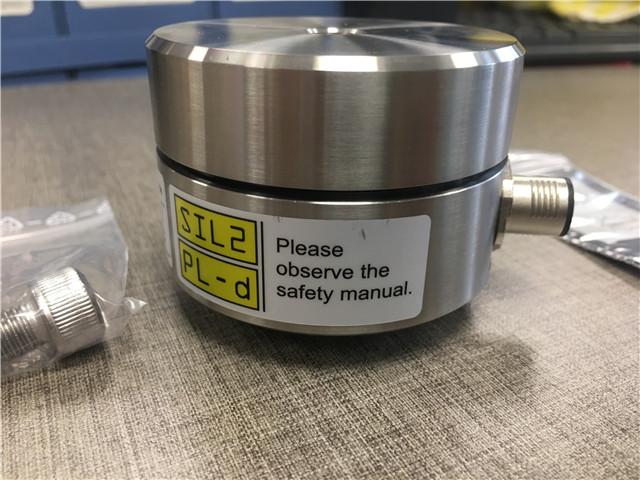 SIL2
PL-d
Please
observe the
safety manual.